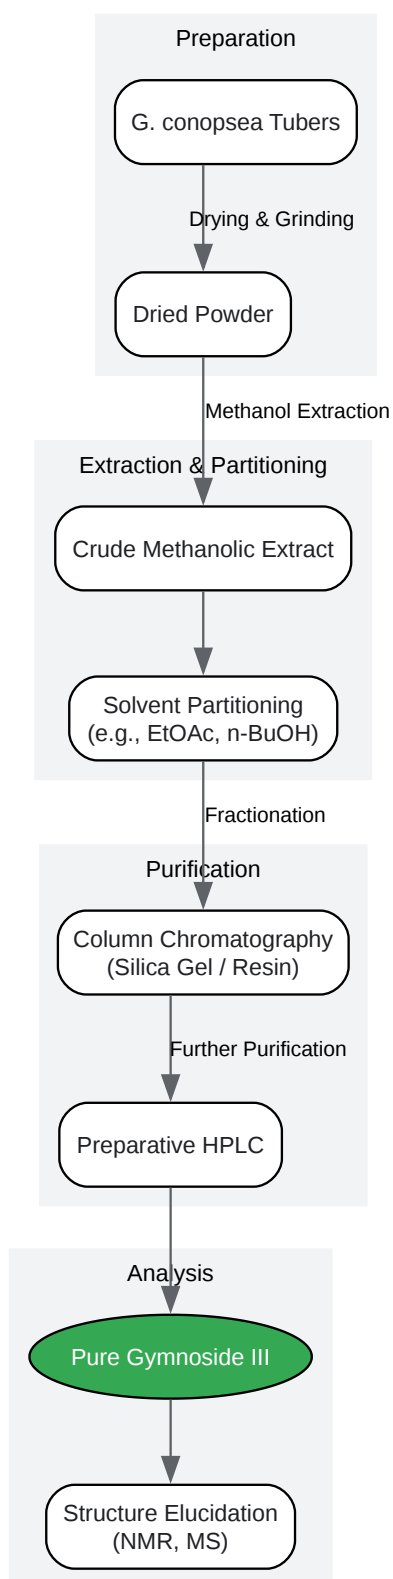 Preparation
G. conopsea Tubers
Drying & Grinding
Dried Powder
Methanol Extraction
Extraction & Partitioning
Crude Methanolic Extract
Solvent Partitioning
(e.g., EtOAc, n-BuOH)
Fractionation
Purification
Column Chromatography
(Silica Gel / Resin)
Further Purification
Preparative HPLC
Analysis
Pure Gymnoside III
Structure Elucidation
(NMR, MS)